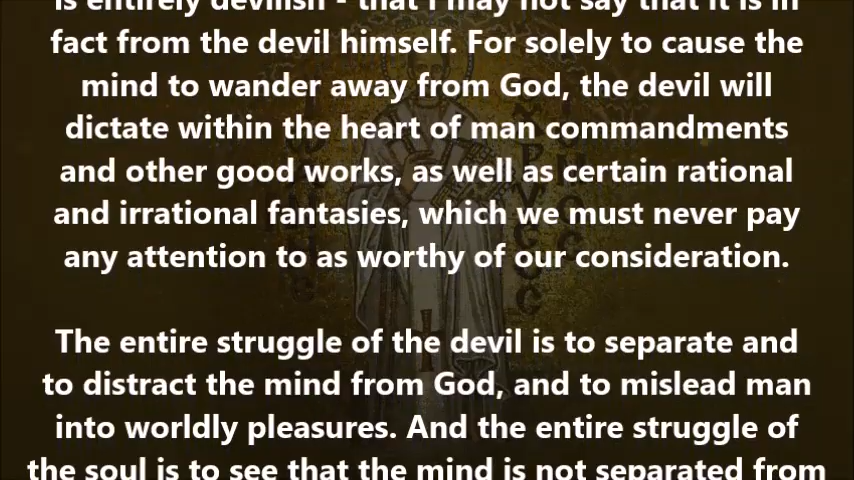 is entirely devilish - that I may not say that it is in
fact from the devil himself. For solely to cause the
mind to wander away from God, the devil will
dictate within the heart of man commandments
and other good works, as well as certain rational
and irrational fantasies, which we must never pay
any attention to as worthy of our consideration.
The entire struggle of the devil is to separate and
to distract the mind from God, and to mislead man
into worldly pleasures. And the entire struggle of
the soul is to see that the mind is not separated from